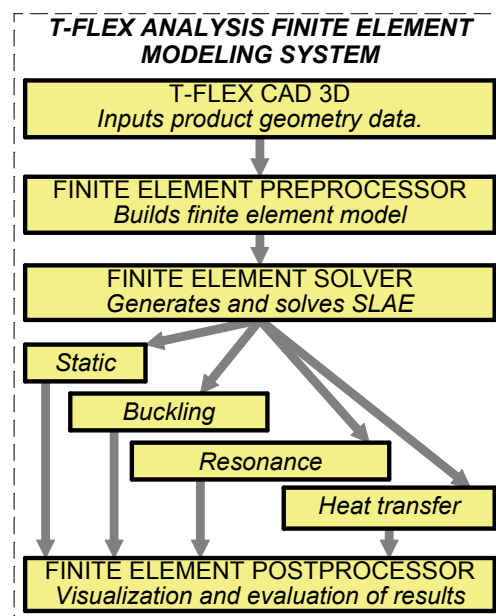 T-FLEX ANALYSIS FINITE ELEMENT
MODELING SYSTEM
T-FLEX CAD 3D
Inputs product geometry data.
FINITE ELEMENT PREPROCESSOR
Builds finite element model
FINITE ELEMENT SOLVER
Generates and solves SLAE
Static
Buckling
Resonance
Heat transfer
FINITE ELEMENT POSTPROCESSOR
Visualization and evaluation of results